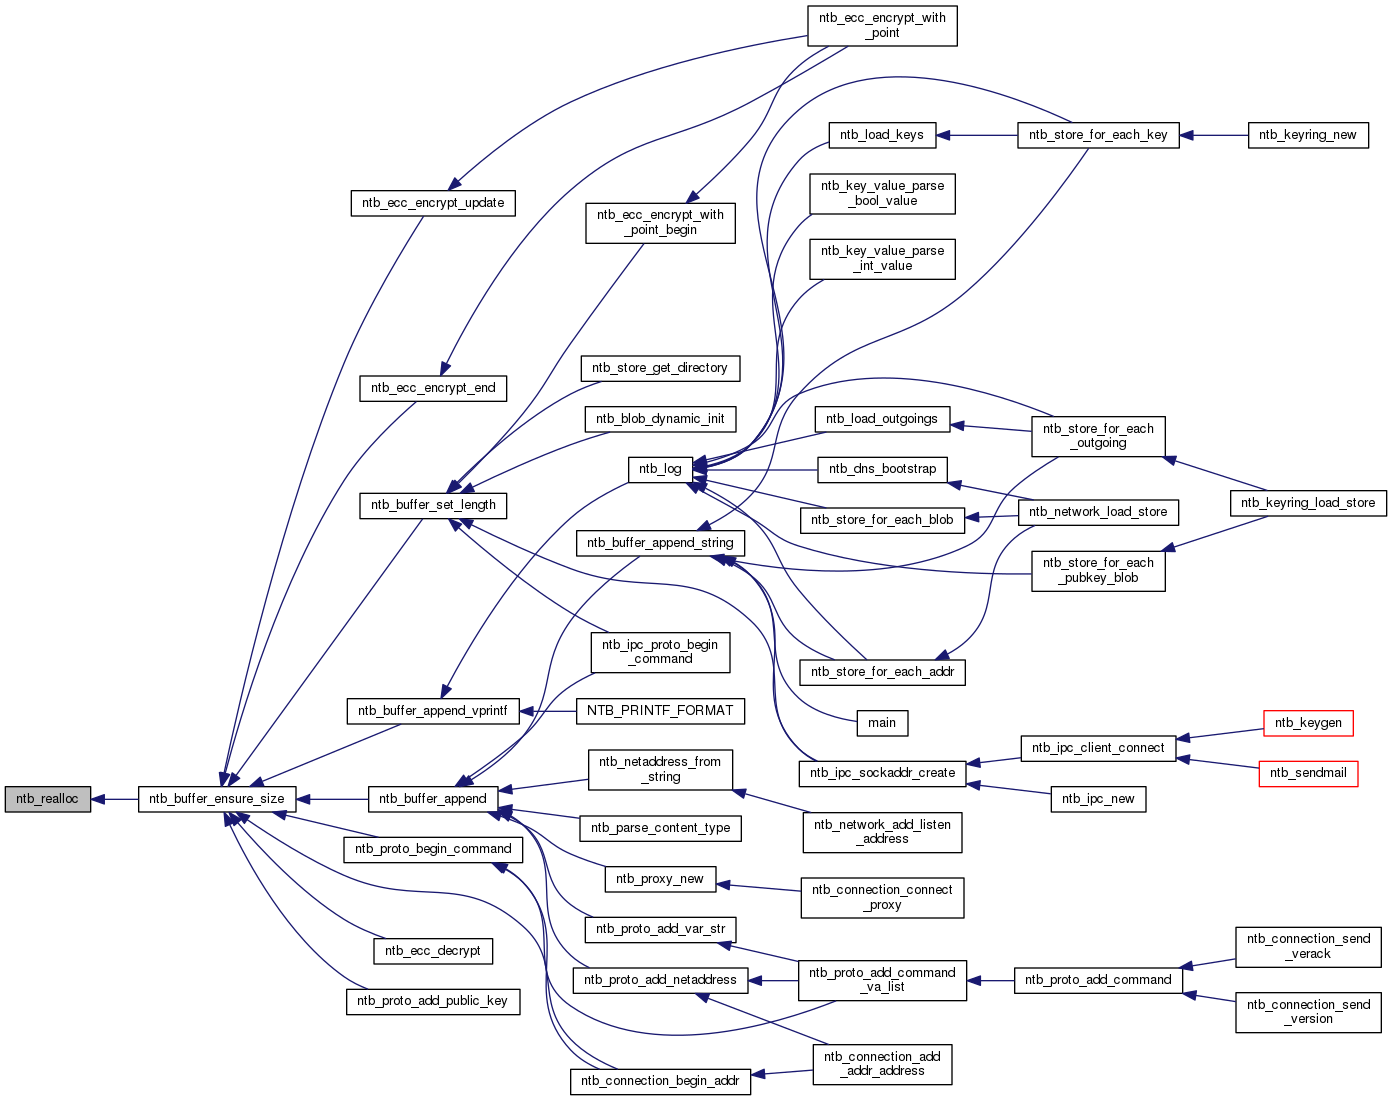 ntb_ecc_encrypt_with
_point
ntb_load_keys
ntb_store_for_each_key
ntb_keyring_new
ntb_key_value_parse
_bool_value
ntb_ecc_encrypt_update
ntb_ecc_encrypt_with
_point_begin
ntb_key_value_parse
_int_value
ntb_store_get_directory
ntb_ecc_encrypt_end
ntb_blob_dynamic_init
ntb_load_outgoings
ntb_store_for_each
_outgoing
ntb_log
ntb_dns_bootstrap
ntb_buffer_set_length
ntb_store_for_each_blob
ntb_network_load_store
ntb_keyring_load_store
ntb_buffer_append_string
ntb_store_for_each
_pubkey_blob
ntb_ipc_proto_begin
_command
ntb_store_for_each_addr
ntb_buffer_append_vprintf
NTB_PRINTF_FORMAT
main
ntb_keygen
ntb_ipc_client_connect
ntb_netaddress_from
_string
ntb_ipc_sockaddr_create
ntb_sendmail
ntb_realloc
ntb_buffer_ensure_size
ntb_buffer_append
ntb_ipc_new
ntb_parse_content_type
ntb_network_add_listen
_address
ntb_proto_begin_command
ntb_proxy_new
ntb_connection_connect
_proxy
ntb_proto_add_var_str
ntb_ecc_decrypt
ntb_connection_send
_verack
ntb_proto_add_netaddress
ntb_proto_add_command
_va_list
ntb_proto_add_command
ntb_proto_add_public_key
ntb_connection_send
_version
ntb_connection_add
_addr_address
ntb_connection_begin_addr